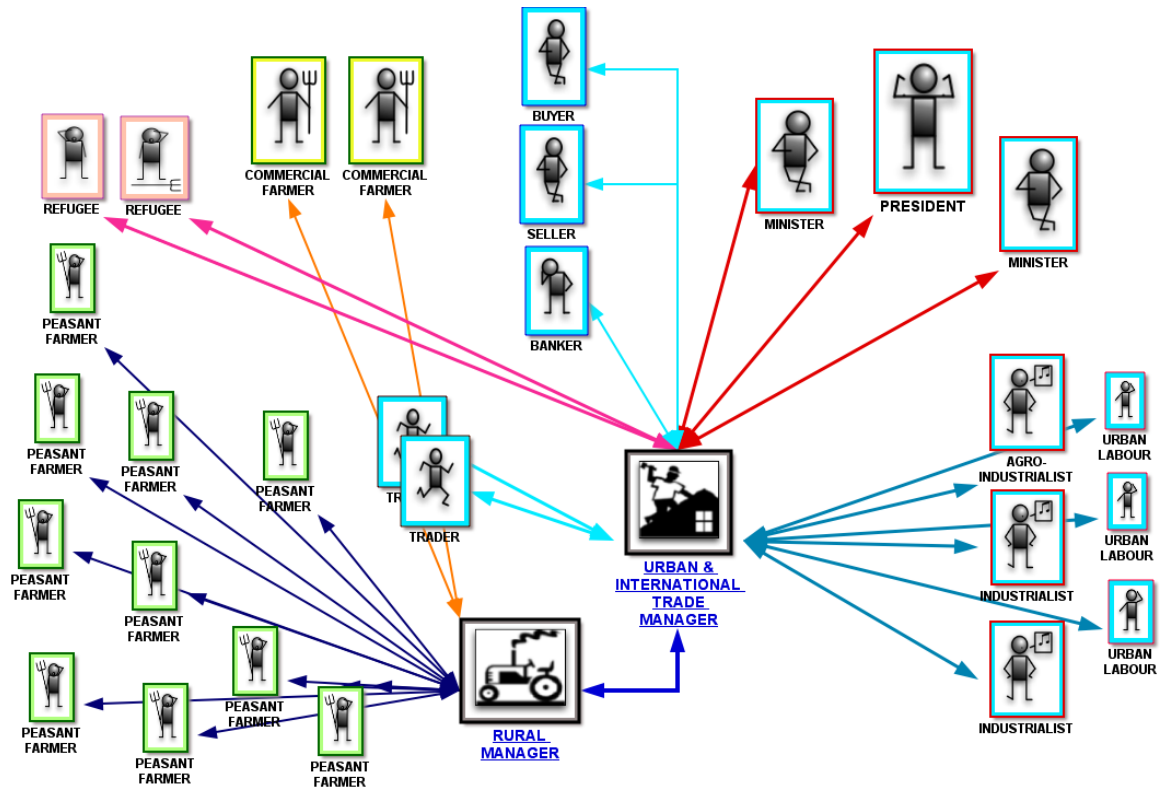 BUYER
COMMERCIAL
FARMER
COMMERCIAL
FARMER
REFUGEE
REFUGEE
SELLER
MINISTER
PRESIDENT
MINISTER
PEASANT
FARMER
BANKER
PEASANT
FARMER
PEASANT
FARMER
PEASANT
FARMER
TRADER
AGRO-
INDUSTRIALIST
URBAN
LABOUR
URBAN
LABOUR
URBAN
LABOUR
INDUSTRIALIST
INDUSTRIALIST
URBAN &
INTERNATIONAL
TRADE
MANAGER
PEASANT
FARMER
PEASANT
FARMER
PEASANT
FARMER
PEASANT
FARMER
PEASANT
FARMER
PEASANT
FARMER
RURAL
MANAGER